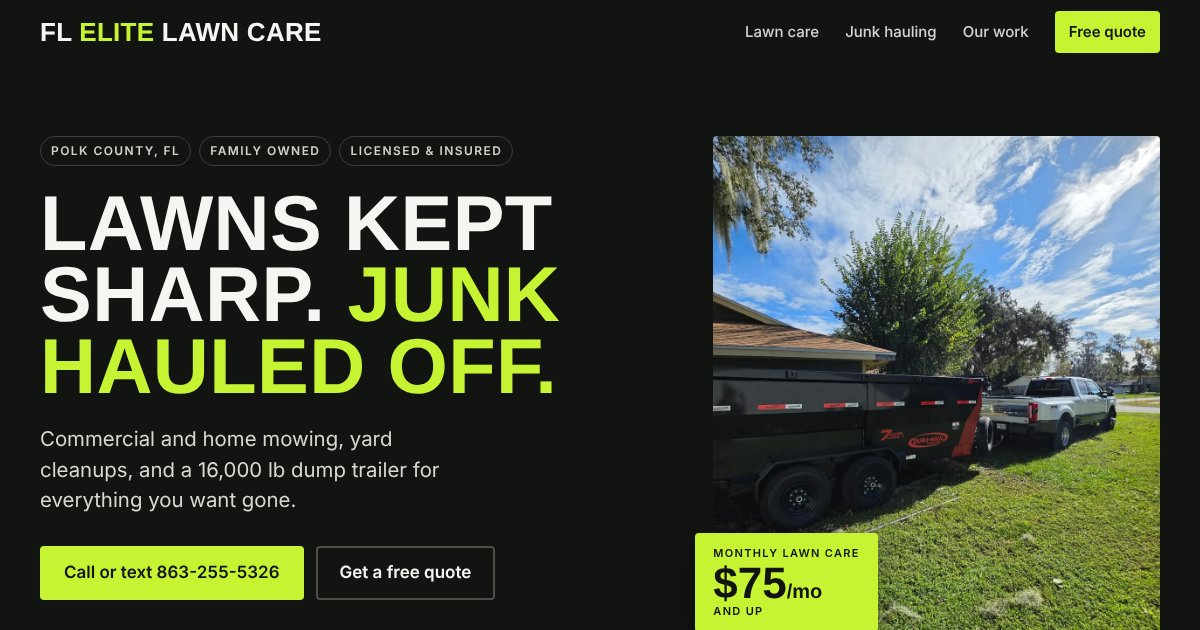 FL ELITE LAWN CARE
Lawn care
Junk hauling
Our work
Free quote
POLK COUNTY, FL
FAMILY OWNED
LICENSED & INSURED
LAWNS KEPT
SHARP. JUNK
HAULED OFF.
Commercial and home mowing, yard
cleanups, and a 16,000 lb dump trailer for
everything you want gone.
Call or text 863-255-5326
Get a free quote
DURA-HAUL
MONTHLY LAWN CARE
$75/mo
AND UP